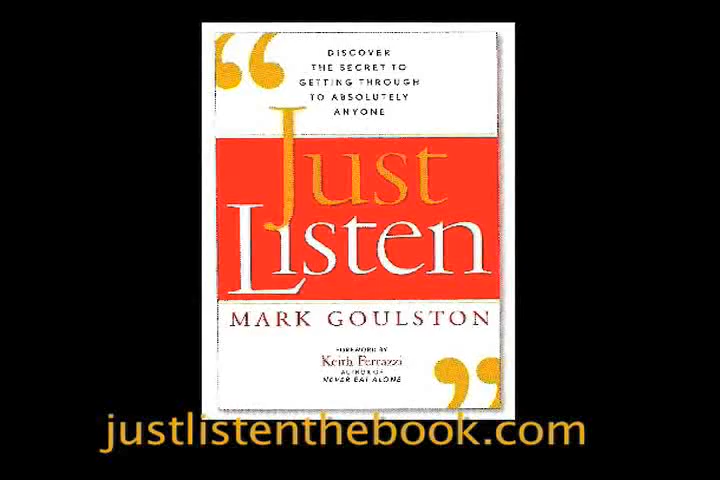 “
DISCOVER
THE SECRET TO
GETTING THROUGH
TO ABSOLUTELY
ANYONE
Just
Listen
MARK GOULSTON
FOREWORD BY
Keith Ferrazzi
AUTHOR OF
NEVER EAT ALONE
”
justlistenthebook.com